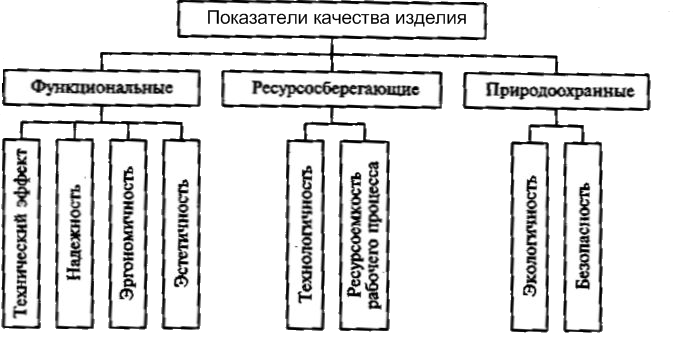 Показатели качества изделия
Функциональные
Ресурсосберегающие
Природоохранные
Технический эффект
Надежность
Эргономичность
Эстетичность
Технологичность
Ресурсоемкость
рабочего процесса
Экологичность
Безопасность